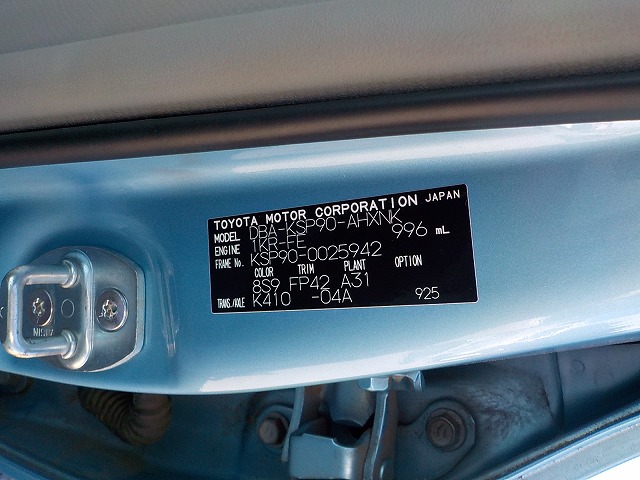 TOYOTA MOTOR CORPORATION JAPAN
MODEL DBA-KSP90-AHXNK
ENGINE 1KR-FE 996 mL
FRAME No. KSP90-0025942
COLOR TRIM PLANT OPTION
8S9 FP42 A31
TRANS./AXLE K410 -04A 925